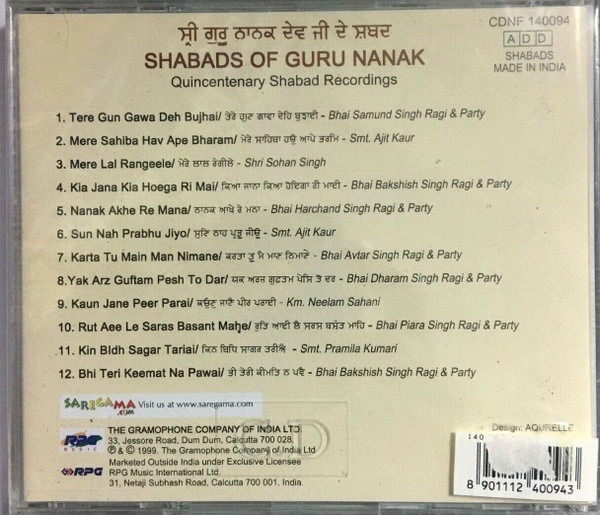 ਸ੍ਰੀ ਗੁਰੂ ਨਾਨਕ ਦੇਵ ਜੀ ਦੇ ਸ਼ਬਦ
CDNF 140094
SHABADS OF GURU NANAK
A D D
Quincentenary Shabad Recordings
SHABADS
MADE IN INDIA
1. Tere Gun Gawa Deh Bujhai/ ਤੇਰੇ ਗੁਣ ਗਾਵਾ ਦੇਹਿ ਬੁਝਾਈ - Bhai Samund Singh Ragi & Party
2. Mere Sahiba Hav Ape Bharam/ ਮੇਰੇ ਸਾਹਿਬਾ ਹਉ ਆਪੇ - Smt. Ajit Kaur
3. Mere Lal Rangeele/ ਮੇਰੇ ਲਾਲ ਰੰਗੀਲੇ - Shri Sohan Singh
4. Kia Jana Kia Hoega Ri Mai/ ਕਿਆ ਜਾਨਾ ਕਿਆ ਹੋਇਗਾ ਰੀ ਮਾਈ - Bhai Bakshish Singh Ragi & Party
5. Nanak Akhe Re Mana/ ਨਾਨਕ ਆਖੇ ਰੇ ਮਨਾ - Bhai Harchand Singh Ragi & Party
6. Sun Nah Prabhu Jiyo/ ਸੁਣਿ ਨਾਹ ਪ੍ਰਭੂ ਜੀਉ - Smt. Ajit Kaur
7. Karta Tu Main Man Nimane/ ਕਰਤਾ ਤੂ ਮੈ ਮਾਣ ਨਿਮਾਣੇ - Bhai Avtar Singh Ragi & Party
8.Yak Arz Guftam Pesh To Dar/ ਯਕ ਅਰਜ ਗੁਫਤਮ ਪੇਸਿ ਤੋ ਦਰ - Bhai Dharam Singh Ragi & Party
9. Kaun Jane Peer Parai/ ਕਉਣੁ ਜਾਣੈ ਪੀਰ ਪਰਾਈ - Km. Neelam Sahani
10. Rut Aee Le Saras Basant Mahe/ ਰੁਤਿ ਆਈ ਲੈ ਸਰਸ ਬਸੰਤ ਮਾਹਿ - Bhai Piara Singh Ragi & Party
11. Kin BIdh Sagar Tariai/ ਕਿਨ ਬਿਧਿ ਸਾਗਰ ਤਰੀਐ - Smt. Pramila Kumari
12. Bhi Teri Keemat Na Pawai/ ਭੀ ਤੇਰੀ ਕੀਮਤਿ ਨ ਪਵੈ - Bhai Bakshish Singh Ragi & Party
SAREGAMA.COM Visit us at www.saregama.com
RPG MUSIC
THE GRAMOPHONE COMPANY OF INDIA LTD.
33, Jessore Road, Dum Dum, Calcutta 700 028.
℗ & © 1999. The Gramophone Company of India Ltd
Marketed Outside India under Exclusive Licensee
RPG
RPG Music International Ltd.
31, Netaji Subhash Road, Calcutta 700 001. India.
CD
Design: AQURELLE
140
8 901112 400943